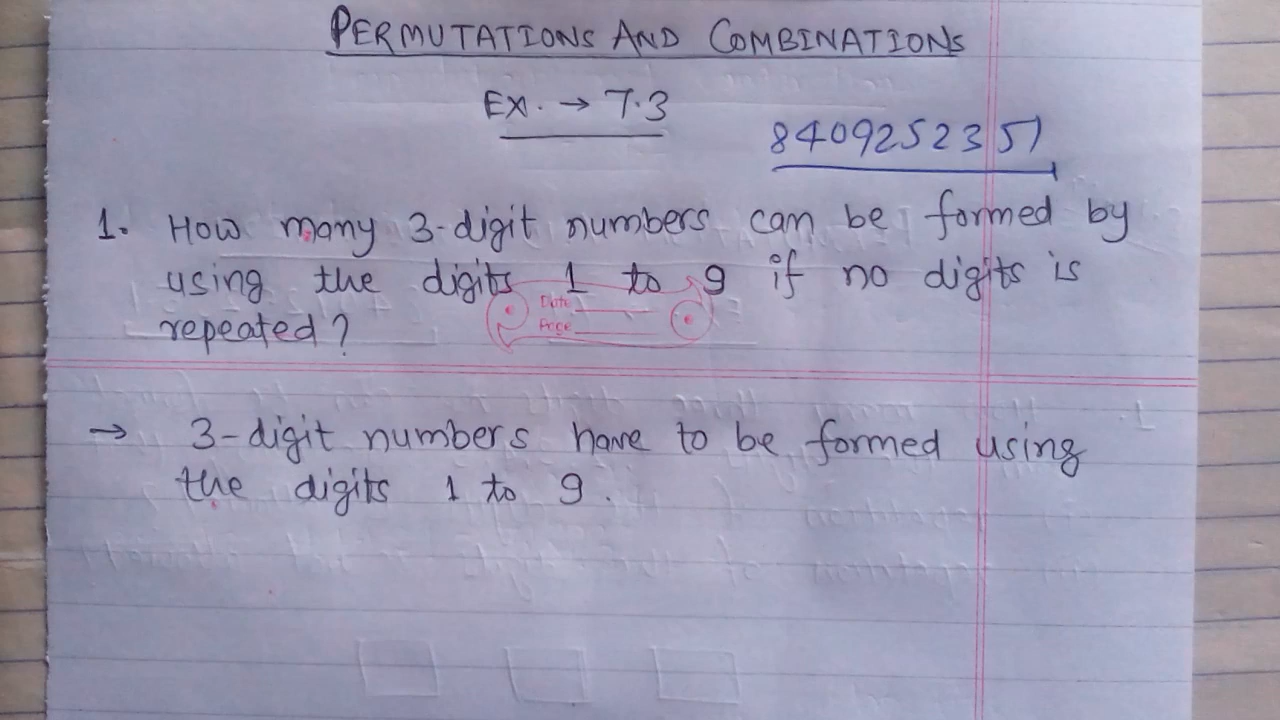 PERMUTATIONS AND COMBINATIONS
EX. → 7.3
8409252351
1. How many 3-digit numbers can be formed by
using the digits 1 to 9 if no digits is
Date
Page
repeated?
→ 3-digit numbers have to be formed using
the digits 1 to 9.